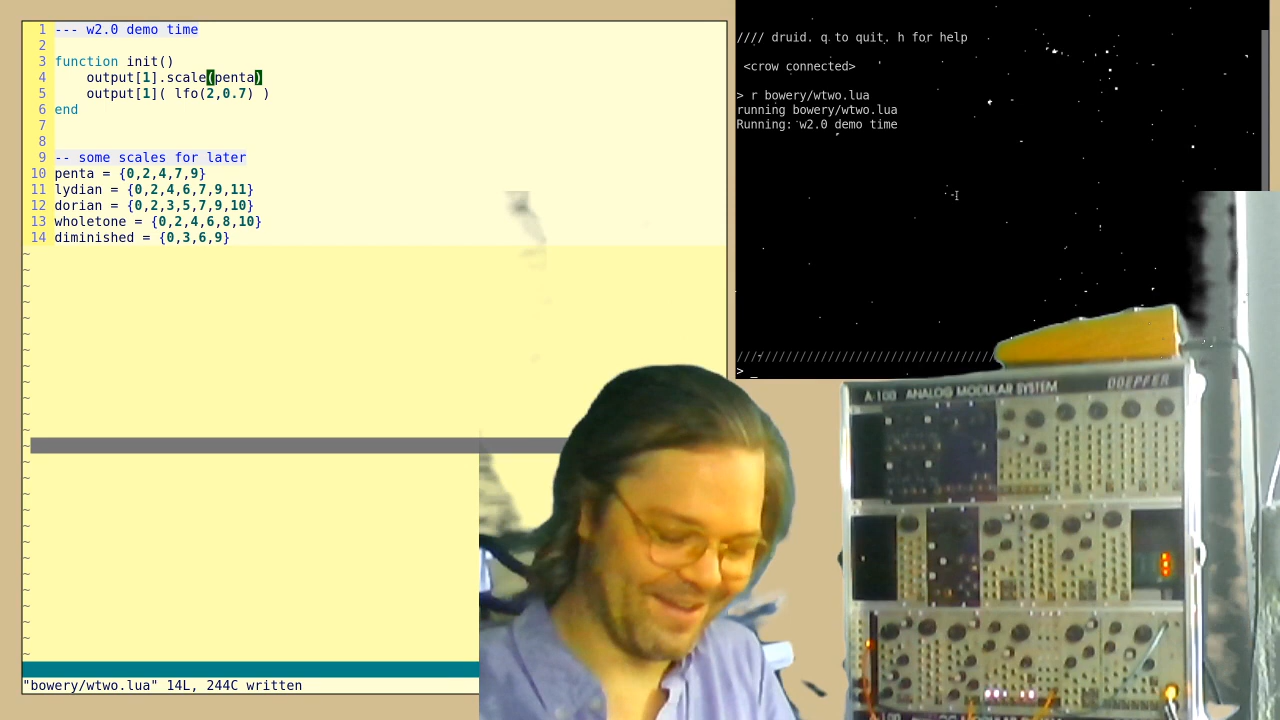 1 --- w2.0 demo time
2
3 function init()
4     output[1].scale(penta)
5     output[1]( lfo(2,0.7) )
6 end
7
8
9 -- some scales for later
10 penta = {0,2,4,7,9}
11 lydian = {0,2,4,6,7,9,11}
12 dorian = {0,2,3,5,7,9,10}
13 wholetone = {0,2,4,6,8,10}
14 diminished = {0,3,6,9}
"bowery/wtwo.lua" 14L, 244C written
//// druid. q to quit. h for help
<crow connected>
> r bowery/wtwo.lua
running bowery/wtwo.lua
Running: w2.0 demo time
> _
A-100 ANALOG MODULAR SYSTEM DOEPFER